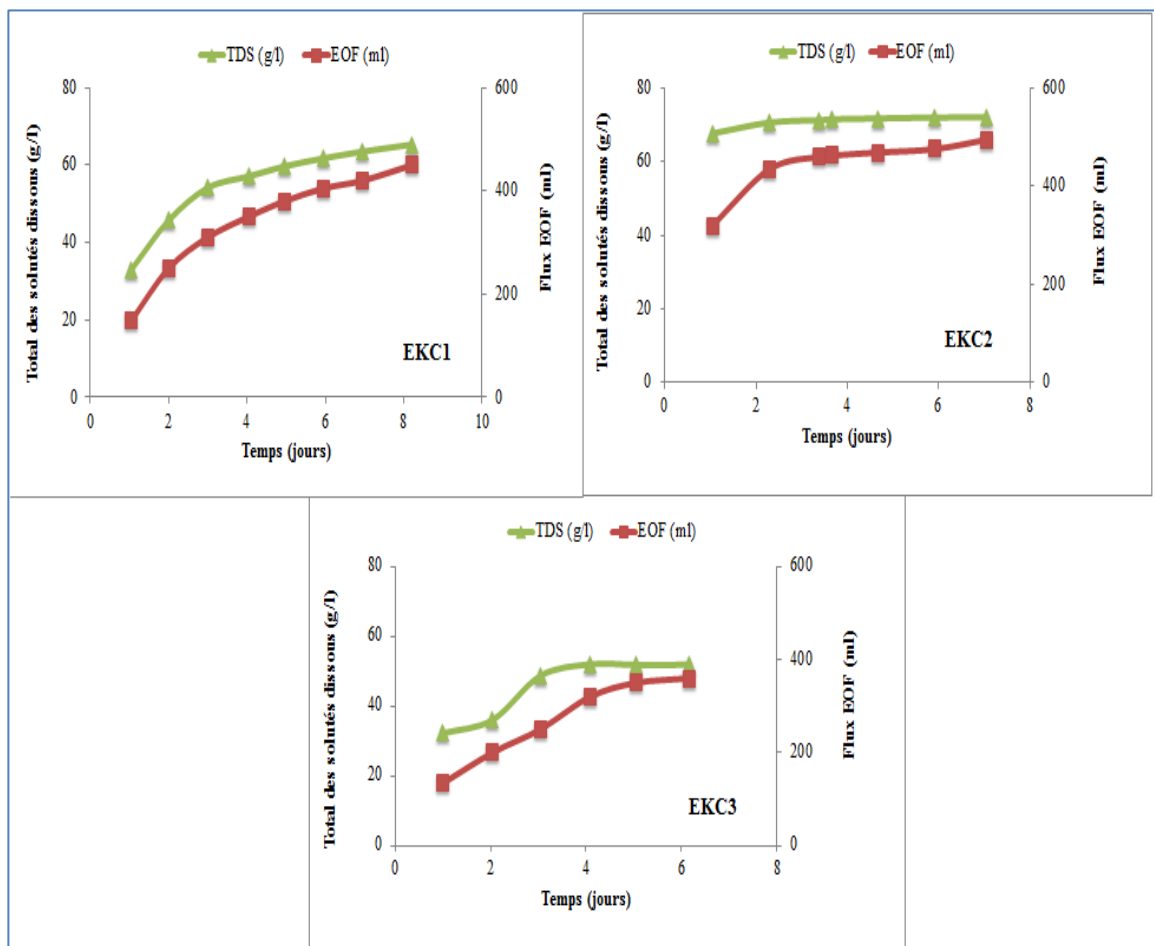 TDS (g/l) EOF (ml)
80 600
60
400
40
200
20
0 0
0 2 4 6 8 10
Total des solutés dissous (g/l)
Flux EOF (ml)
EKC1
Temps (jours)
TDS (g/l) EOF (ml)
80 600
60
400
40
200
20
0 0
0 2 4 6 8
Total des solutés dissous (g/l)
Flux EOF (ml)
EKC2
Temps (jours)
TDS (g/l) EOF (ml)
80 600
60
400
40
200
20
0 0
0 2 4 6 8
Total des solutés dissous (g/l)
Flux EOF (ml)
EKC3
Temps (jours)